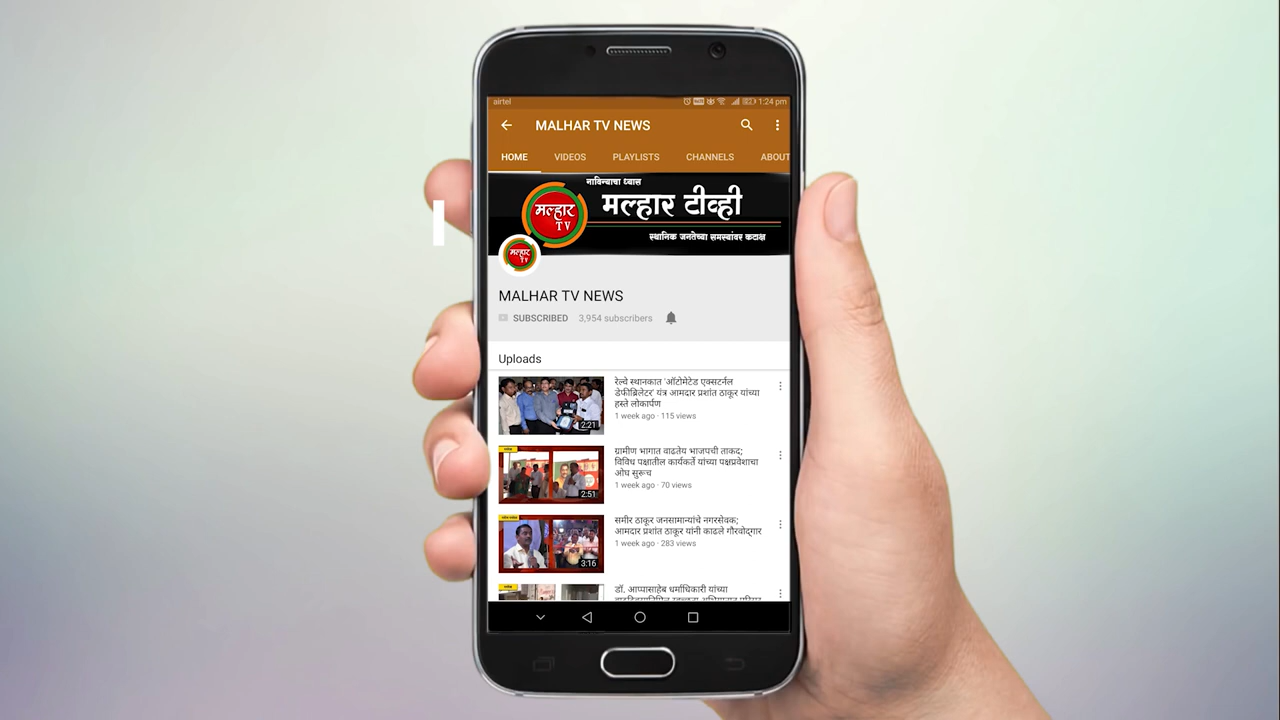 airtel 1:24 pm
MALHAR TV NEWS
HOME VIDEOS PLAYLISTS CHANNELS ABOUT
नाविन्याचा ध्यास
मल्हार टीव्ही
मल्हार
TV
स्थानिक जनतेच्या समस्यांवर कटाक्ष
मल्हार
TV
MALHAR TV NEWS
SUBSCRIBED 3,954 subscribers
Uploads
रेल्वे स्थानकात 'ऑटोमेटेड एक्सटर्नल
डेफीब्रिलेटर' यंत्र आमदार प्रशांत ठाकूर यांच्या
हस्ते लोकार्पण
1 week ago · 115 views
2:21
ग्रामीण भागात वाढतेय भाजपची ताकद;
विविध पक्षातील कार्यकर्ते यांच्या पक्षप्रवेशाचा
ओघ सुरूच
1 week ago · 70 views
2:51
समीर ठाकूर जनसामान्यांचे नगरसेवक;
आमदार प्रशांत ठाकूर यांनी काढले गौरवोद्गार
1 week ago · 283 views
3:16
डॉ. आप्पासाहेब धर्माधिकारी यांच्या